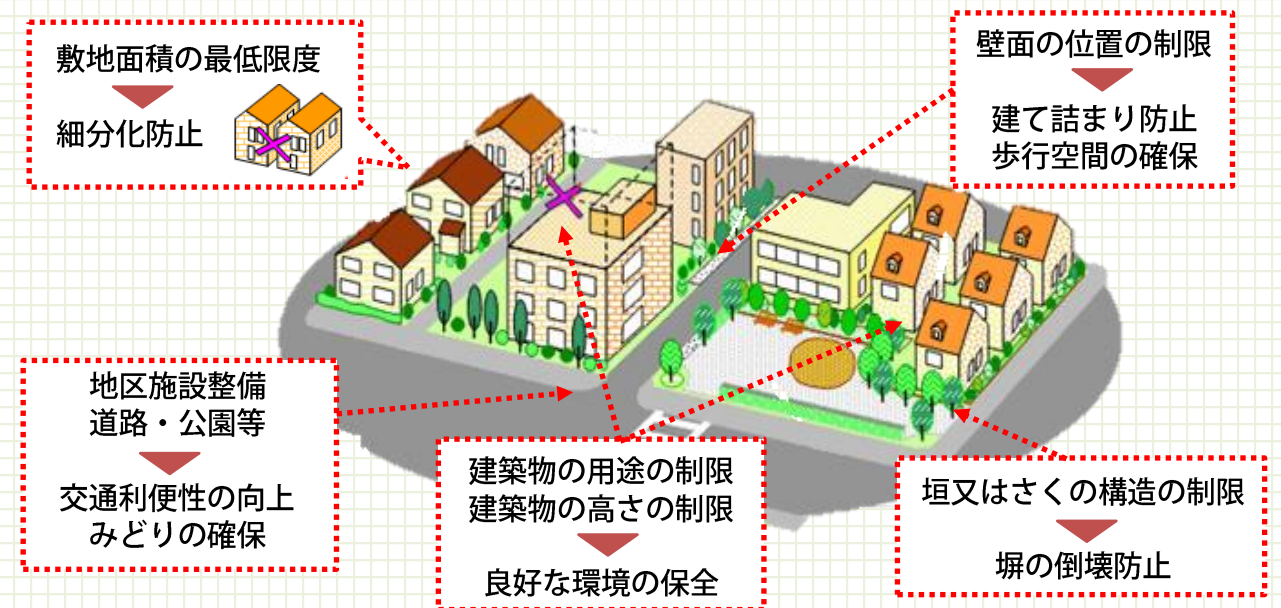 敷地面積の最低限度
細分化防止
壁面の位置の制限
建て詰まり防止
歩行空間の確保
地区施設整備
道路・公園等
交通利便性の向上
みどりの確保
建築物の用途の制限
建築物の高さの制限
良好な環境の保全
垣又はさくの構造の制限
塀の倒壊防止